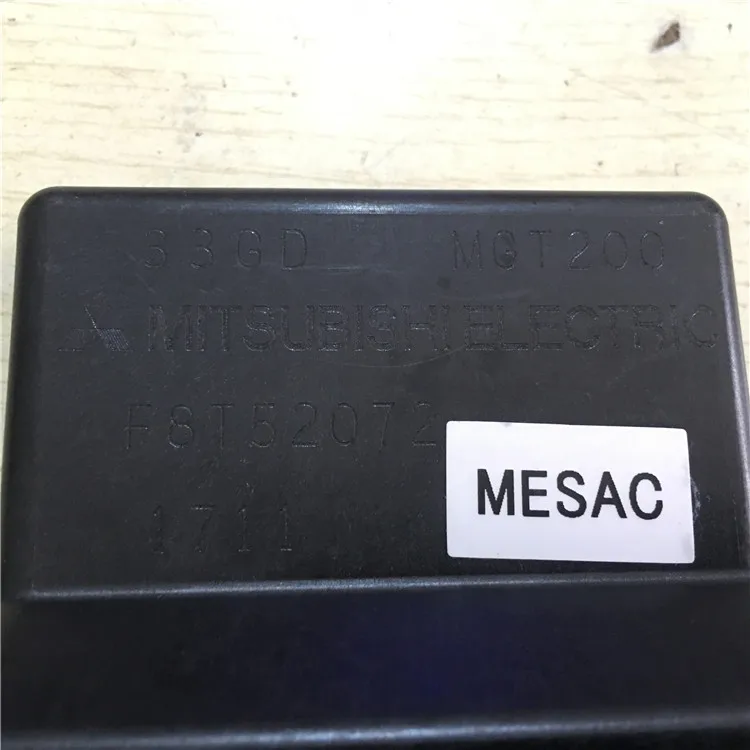 33GD MGT200
MITSUBISHI ELECTRIC
F8T52072
1711
MESAC